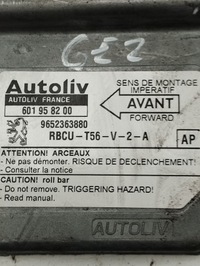 CE2
Autoliv
AUTOLIV FRANCE
601 95 82 00
SENS DE MONTAGE
IMPERATIF
AVANT
FORWARD
9652363880
RBCU-T56-V-2-A
AP
ATTENTION! ARCEAUX
- Ne pas démonter. RISQUE DE DECLENCHEMENT!
- Consulter la notice
CAUTION! roll bar
- Do not remove. TRIGGERING HAZARD!
- Read manual.
AUTOLIV